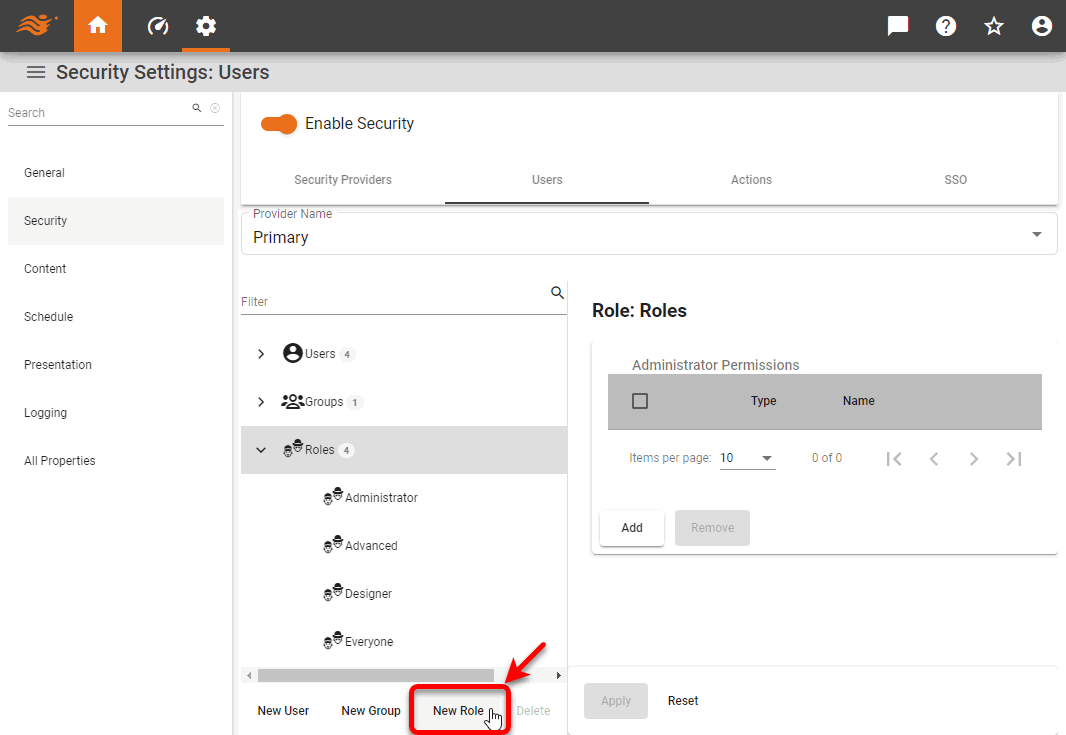 Security Settings: Users
Search
General
Security
Content
Schedule
Presentation
Logging
All Properties
Enable Security
Security Providers Users Actions SSO
Provider Name
Primary
Filter
Users 4
Groups 1
Roles 4
Administrator
Advanced
Designer
Everyone
New User New Group New Role Delete
Role: Roles
Administrator Permissions
Type Name
Items per page: 10 0 of 0
Add Remove
Apply Reset